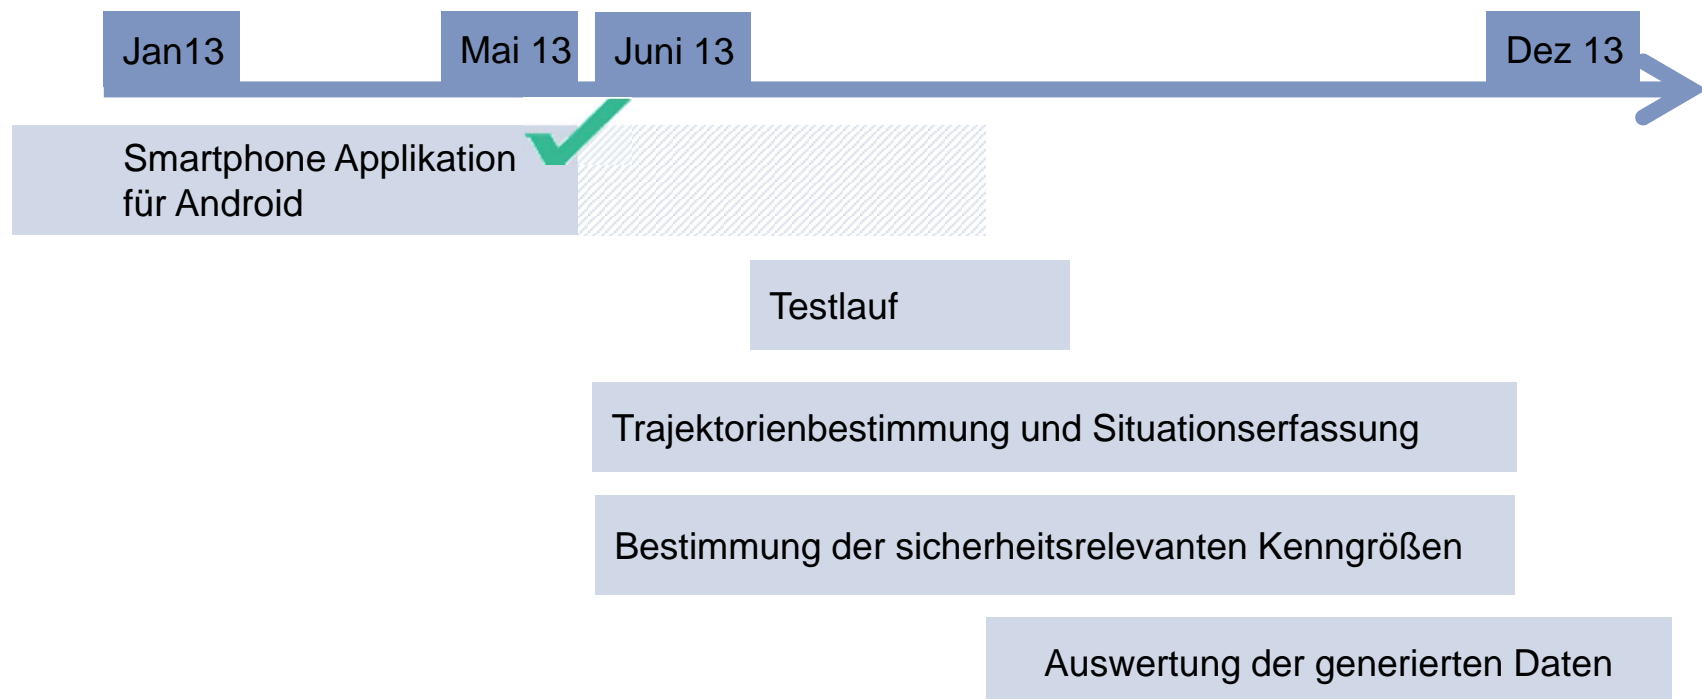 Jan13
Mai 13
Juni 13
Dez 13
Smartphone Applikation
für Android
Testlauf
Trajektorienbestimmung und Situationserfassung
Bestimmung der sicherheitsrelevanten Kenngrößen
Auswertung der generierten Daten